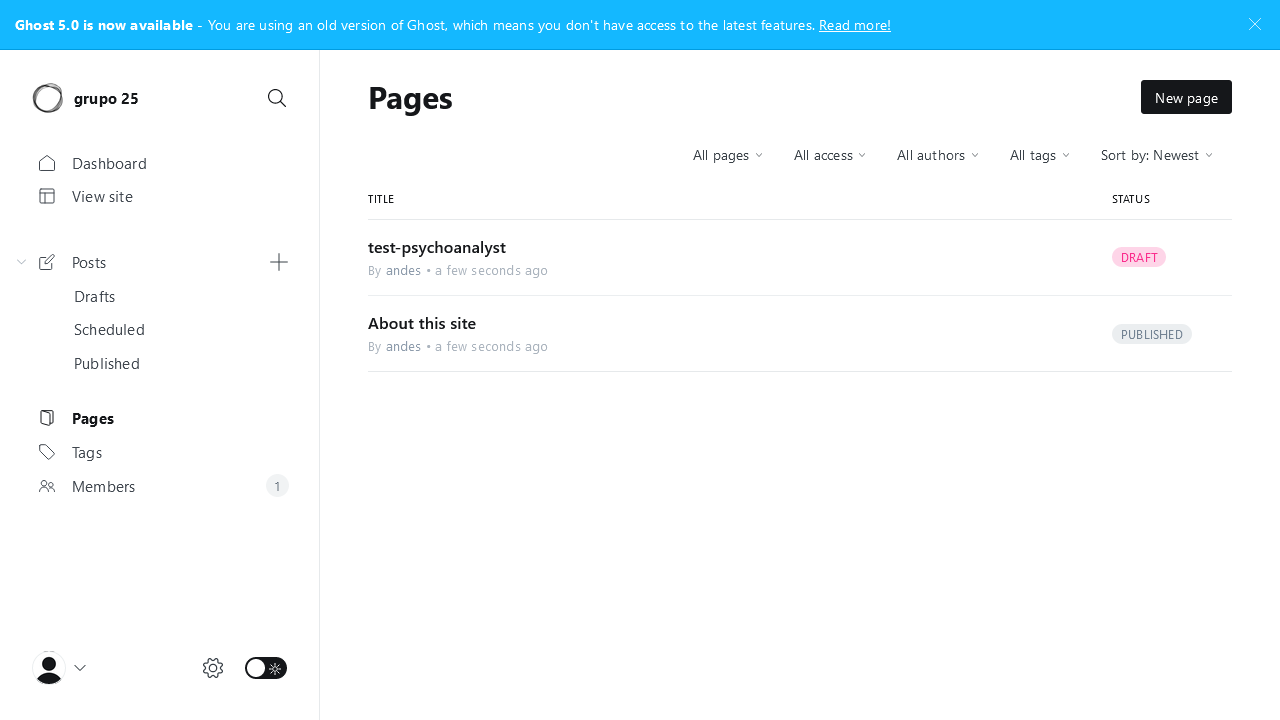 Ghost 5.0 is now available - You are using an old version of Ghost, which means you don't have access to the latest features. Read more!
grupo 25
Dashboard
View site
Posts
Drafts
Scheduled
Published
Pages
Tags
Members
1
Pages
New page
All pages
All access
All authors
All tags
Sort by: Newest
TITLE
STATUS
test-psychoanalyst
By andes • a few seconds ago
DRAFT
About this site
By andes • a few seconds ago
PUBLISHED